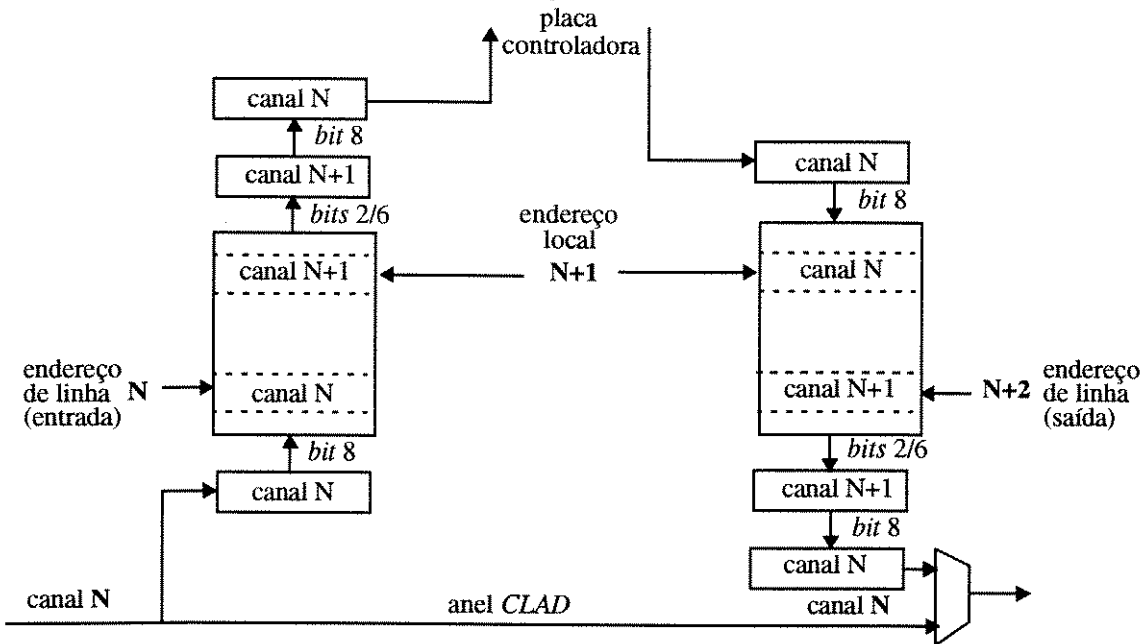 placa
controladora
canal N
bit 8
canal N+1
bits 2/6
canal N+1
canal N
bit 8
canal N
endereço
de linha N
(entrada)
endereço
local
N+1
canal N
bit 8
canal N
canal N+1
N+2 endereço
de linha
(saída)
bits 2/6
canal N+1
bit 8
canal N
canal N
anel CLAD
canal N